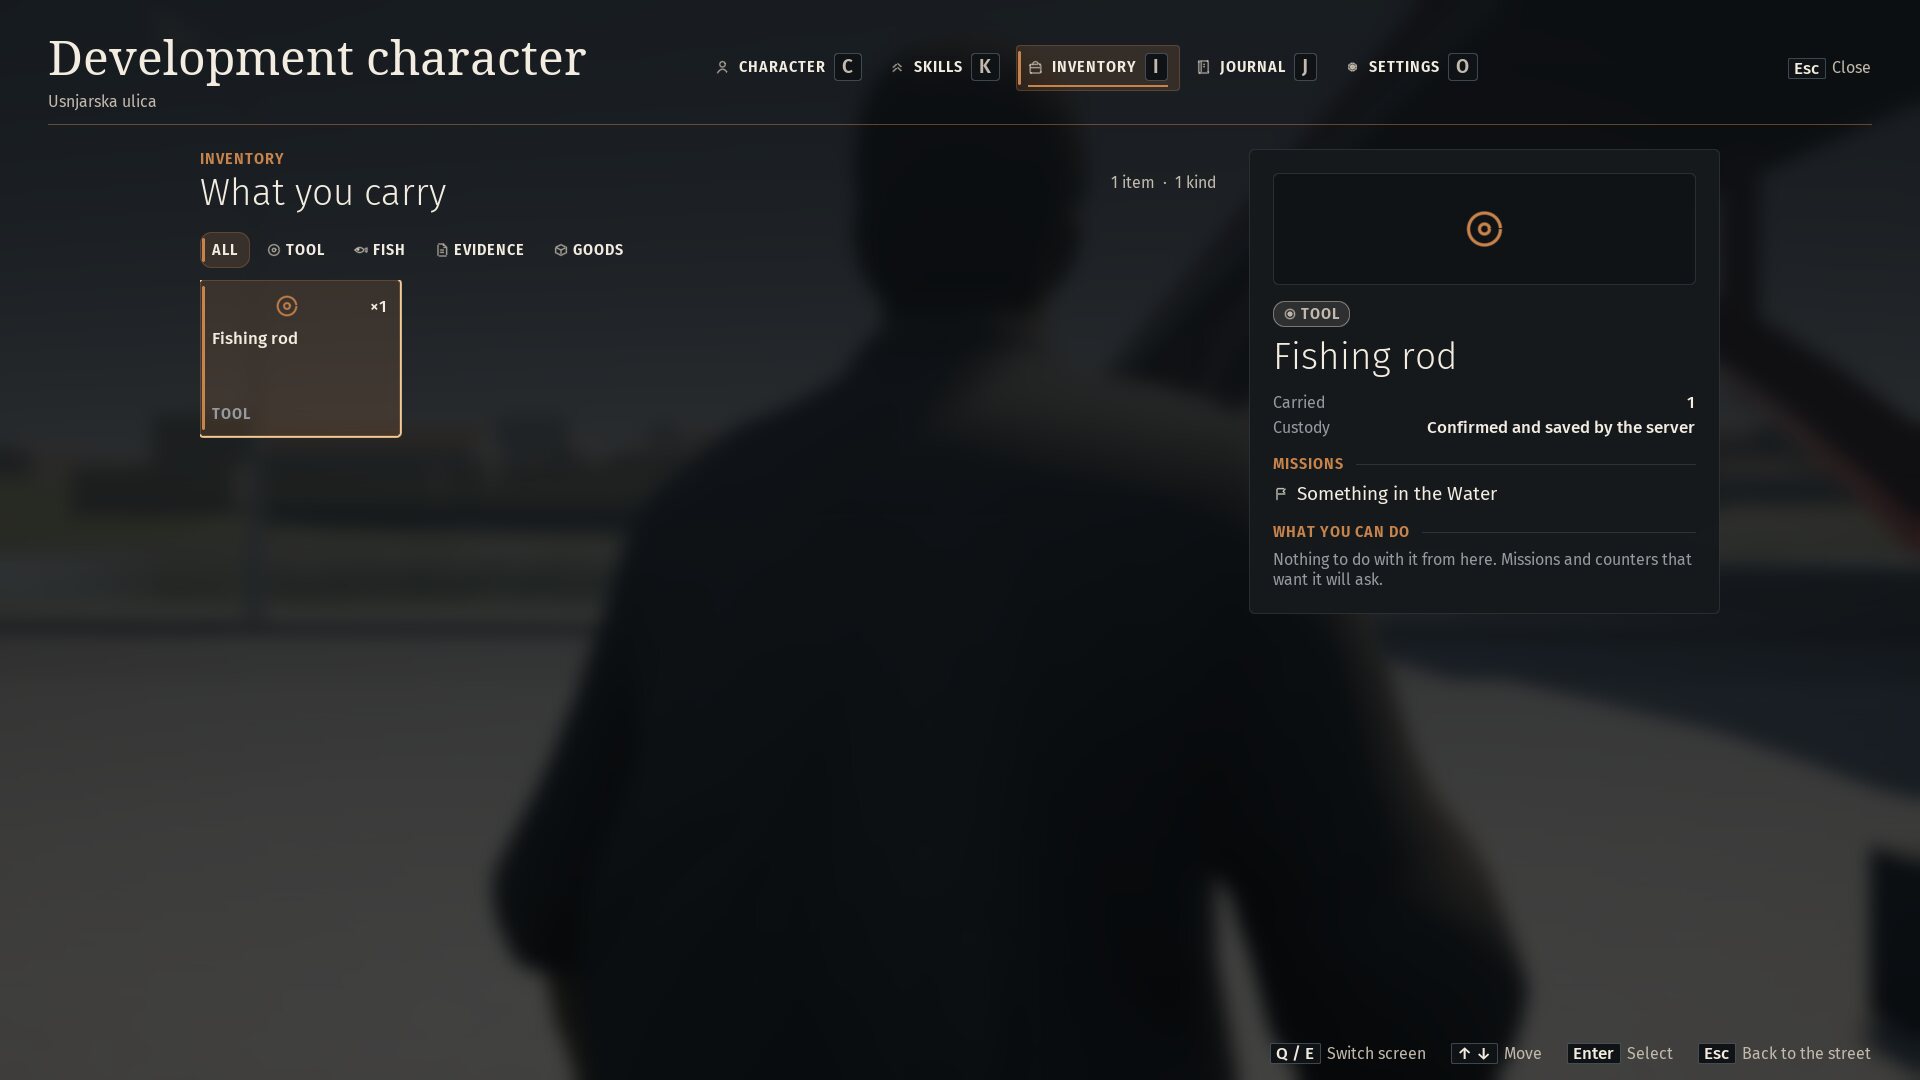 Development character
Usnjarska ulica
CHARACTER C
SKILLS K
INVENTORY I
JOURNAL J
SETTINGS O
Esc Close
INVENTORY
What you carry
1 item · 1 kind
ALL
TOOL
FISH
EVIDENCE
GOODS
×1
Fishing rod
TOOL
TOOL
Fishing rod
Carried 1
Custody Confirmed and saved by the server
MISSIONS
Something in the Water
WHAT YOU CAN DO
Nothing to do with it from here. Missions and counters that
want it will ask.
Q / E Switch screen
↑ ↓ Move
Enter Select
Esc Back to the street